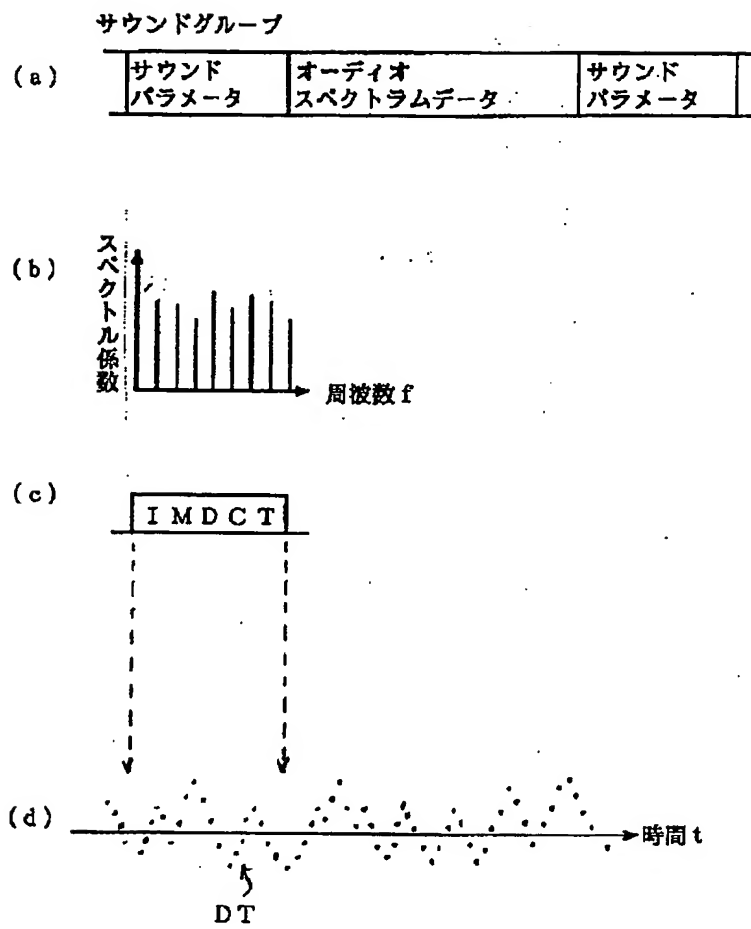 サウンドグループ
(a)
サウンド
パラメータ
オーディオ
スペクトラムデータ
サウンド
パラメータ
(b)
スペクトル係数
周波数f
(c)
IMDCT
(d)
時間t
DT